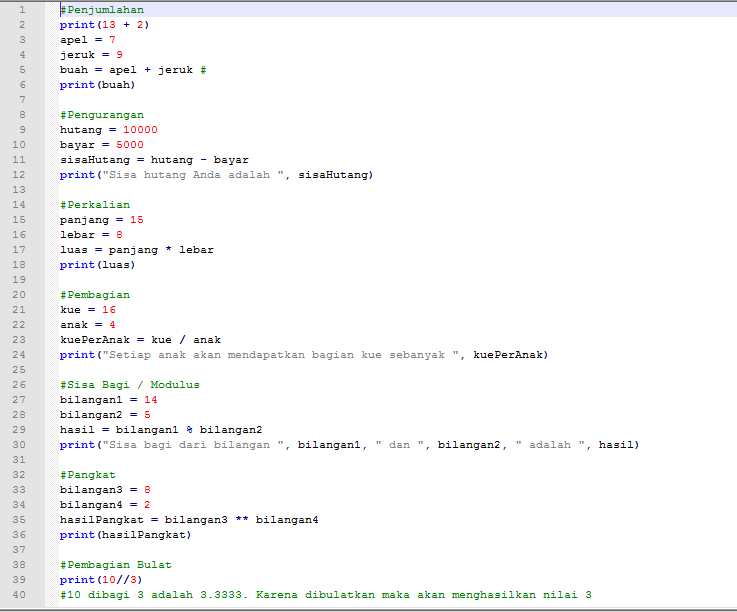 1 #Penjumlahan
2 print(13 + 2)
3 apel = 7
4 jeruk = 9
5 buah = apel + jeruk #
6 print(buah)
7
8 #Pengurangan
9 hutang = 10000
10 bayar = 5000
11 sisaHutang = hutang - bayar
12 print("Sisa hutang Anda adalah ", sisaHutang)
13
14 #Perkalian
15 panjang = 15
16 lebar = 8
17 luas = panjang * lebar
18 print(luas)
19
20 #Pembagian
21 kue = 16
22 anak = 4
23 kuePerAnak = kue / anak
24 print("Setiap anak akan mendapatkan bagian kue sebanyak ", kuePerAnak)
25
26 #Sisa Bagi / Modulus
27 bilangan1 = 14
28 bilangan2 = 5
29 hasil = bilangan1 % bilangan2
30 print("Sisa bagi dari bilangan ", bilangan1, " dan ", bilangan2, " adalah ", hasil)
31
32 #Pangkat
33 bilangan3 = 8
34 bilangan4 = 2
35 hasilPangkat = bilangan3 ** bilangan4
36 print(hasilPangkat)
37
38 #Pembagian Bulat
39 print(10//3)
40 #10 dibagi 3 adalah 3.3333. Karena dibulatkan maka akan menghasilkan nilai 3